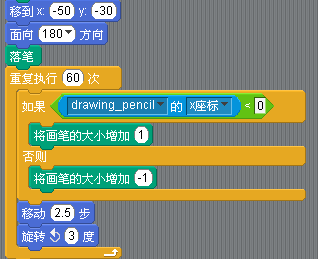 移到 x: -50 y: -30
面向 180 方向
落笔
重复执行 60 次
如果 drawing_pencil 的 x座标 < 0
将画笔的大小增加 1
否则
将画笔的大小增加 -1
移动 2.5 步
旋转 3 度